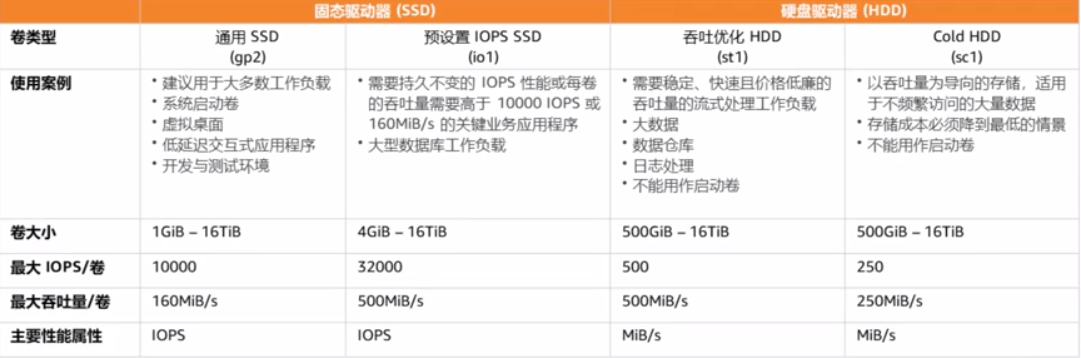 固态驱动器 (SSD) 硬盘驱动器 (HDD)
卷类型 通用 SSD (gp2) 预设置 IOPS SSD (io1) 吞吐优化 HDD (st1) Cold HDD (sc1)
使用案例
• 建议用于大多数工作负载
• 系统启动卷
• 虚拟桌面
• 低延迟交互式应用程序
• 开发与测试环境
• 需要持久不变的 IOPS 性能或每卷
的吞吐量需要高于 10000 IOPS 或
160MiB/s 的关键业务应用程序
• 大型数据库工作负载
• 需要稳定、快速且价格低廉的
吞吐量的流式处理工作负载
• 大数据
• 数据仓库
• 日志处理
• 不能用作启动卷
• 以吞吐量为导向的存储，适用
于不频繁访问的大量数据
• 存储成本必须降到最低的情景
• 不能用作启动卷
卷大小 1GiB – 16TiB 4GiB – 16TiB 500GiB – 16TiB 500GiB – 16TiB
最大 IOPS/卷 10000 32000 500 250
最大吞吐量/卷 160MiB/s 500MiB/s 500MiB/s 250MiB/s
主要性能属性 IOPS IOPS MiB/s MiB/s